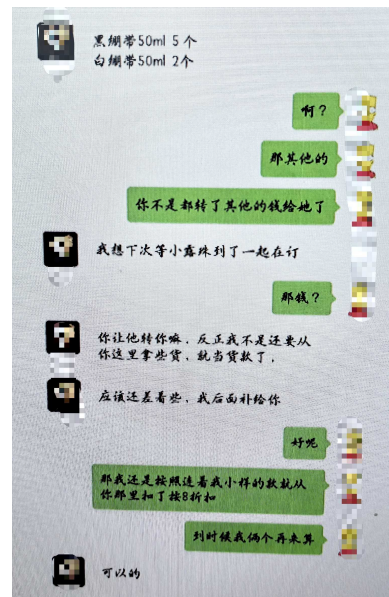 黑绷带50ml 5个
白绷带50ml 2个
啊？
那其他的
你不是都转了其他的钱给她了
我想下次等小露珠到了一起在订
那钱？
你让他转你嘛，反正我不是还要从
你这里拿些货，就当货款了，
应该还差着些，我后面补给你
好呢
那我还是按照连着我小样的款就从
你那里扣了按8折扣
到时候我俩个再来算
可以的